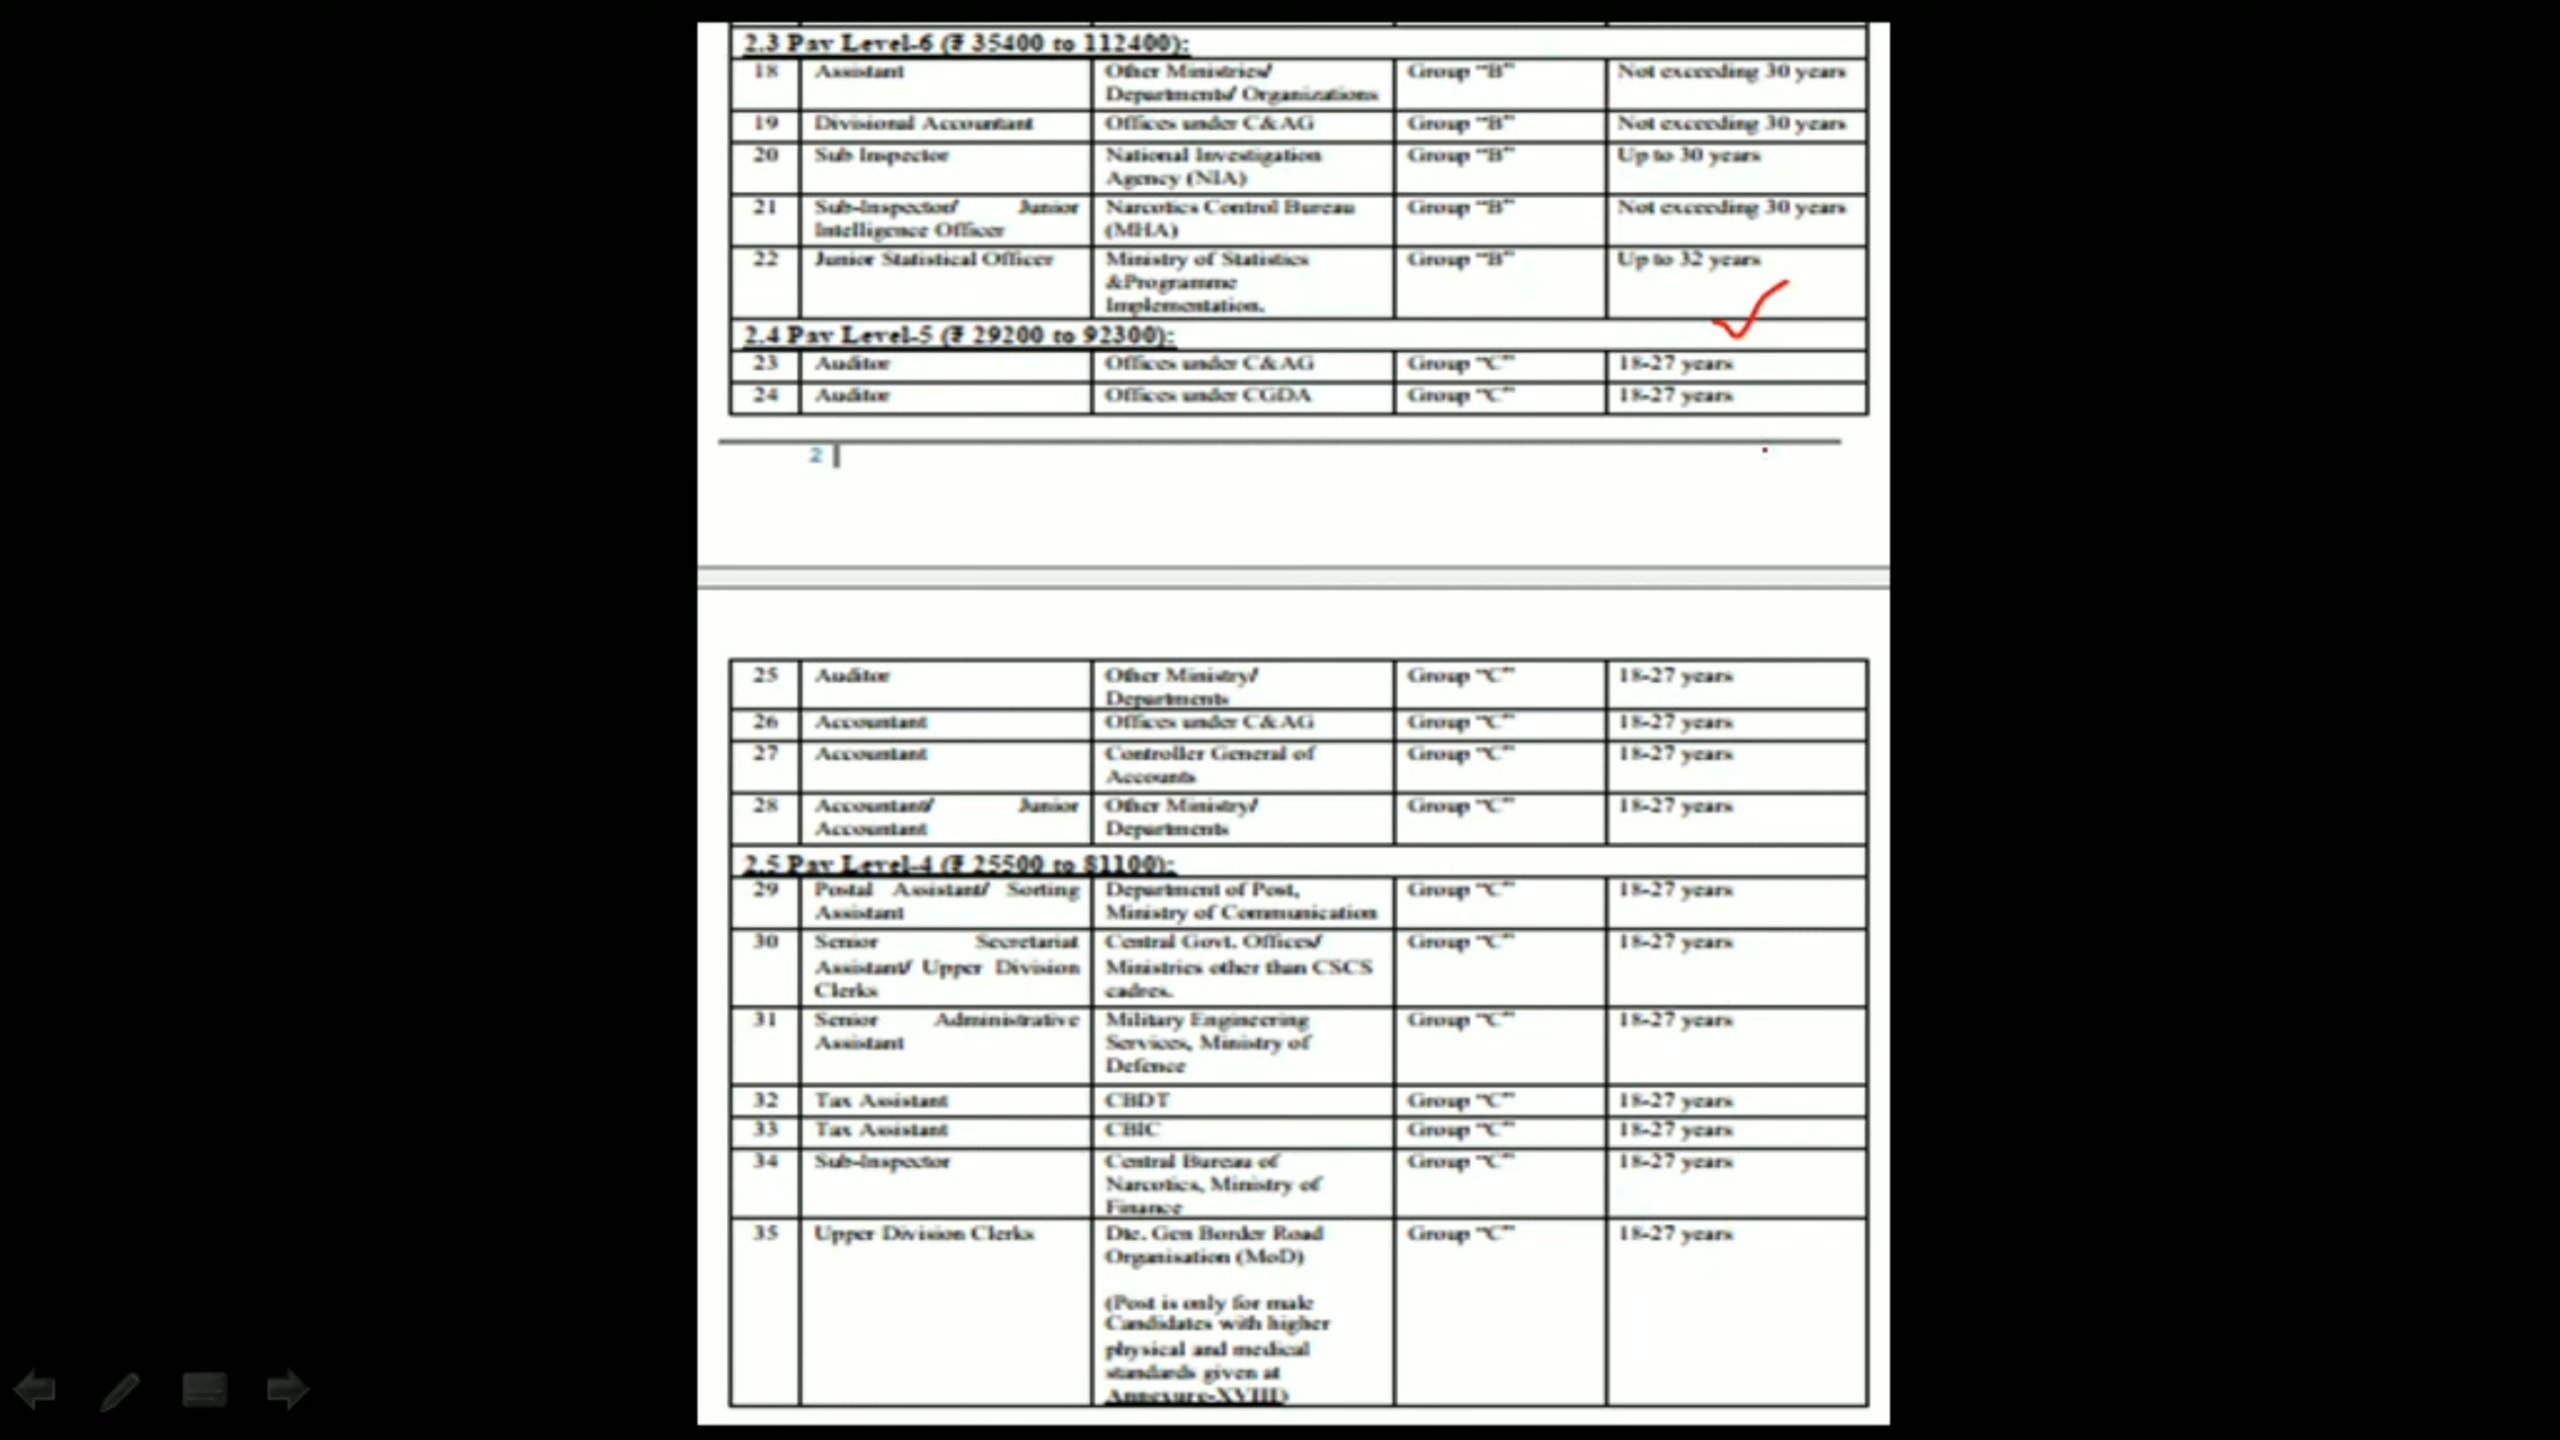 2.3 Pay Level-6 (₹ 35400 to 112400):
18 Assistant Other Ministries/ Group "B" Not exceeding 30 years
Departments/ Organizations
19 Divisional Accountant Offices under C&AG Group "B" Not exceeding 30 years
20 Sub Inspector National Investigation Group "B" Up to 30 years
Agency (NIA)
21 Sub-Inspector/ Junior Narcotics Control Bureau Group "B" Not exceeding 30 years
Intelligence Officer (MHA)
22 Junior Statistical Officer Ministry of Statistics Group "B" Up to 32 years
&Programme
Implementation.
2.4 Pay Level-5 (₹ 29200 to 92300):
23 Auditor Offices under C&AG Group "C" 18-27 years
24 Auditor Offices under CGDA Group "C" 18-27 years
2
25 Auditor Other Ministry/ Group "C" 18-27 years
Departments
26 Accountant Offices under C&AG Group "C" 18-27 years
27 Accountant Controller General of Group "C" 18-27 years
Accounts
28 Accountant/ Junior Other Ministry/ Group "C" 18-27 years
Accountant Departments
2.5 Pay Level-4 (₹ 25500 to 81100):
29 Postal Assistant/ Sorting Department of Post, Group "C" 18-27 years
Assistant Ministry of Communication
30 Senior Secretariat Central Govt. Offices/ Group "C" 18-27 years
Assistant/ Upper Division Ministries other than CSCS
Clerks cadres.
31 Senior Administrative Military Engineering Group "C" 18-27 years
Assistant Services, Ministry of
Defence
32 Tax Assistant CBDT Group "C" 18-27 years
33 Tax Assistant CBIC Group "C" 18-27 years
34 Sub-Inspector Central Bureau of Group "C" 18-27 years
Narcotics, Ministry of
Finance
35 Upper Division Clerks Dte. Gen Border Road Group "C" 18-27 years
Organisation (MoD)
(Post is only for male
Candidates with higher
physical and medical
standards given at
Annexure-XVIII)